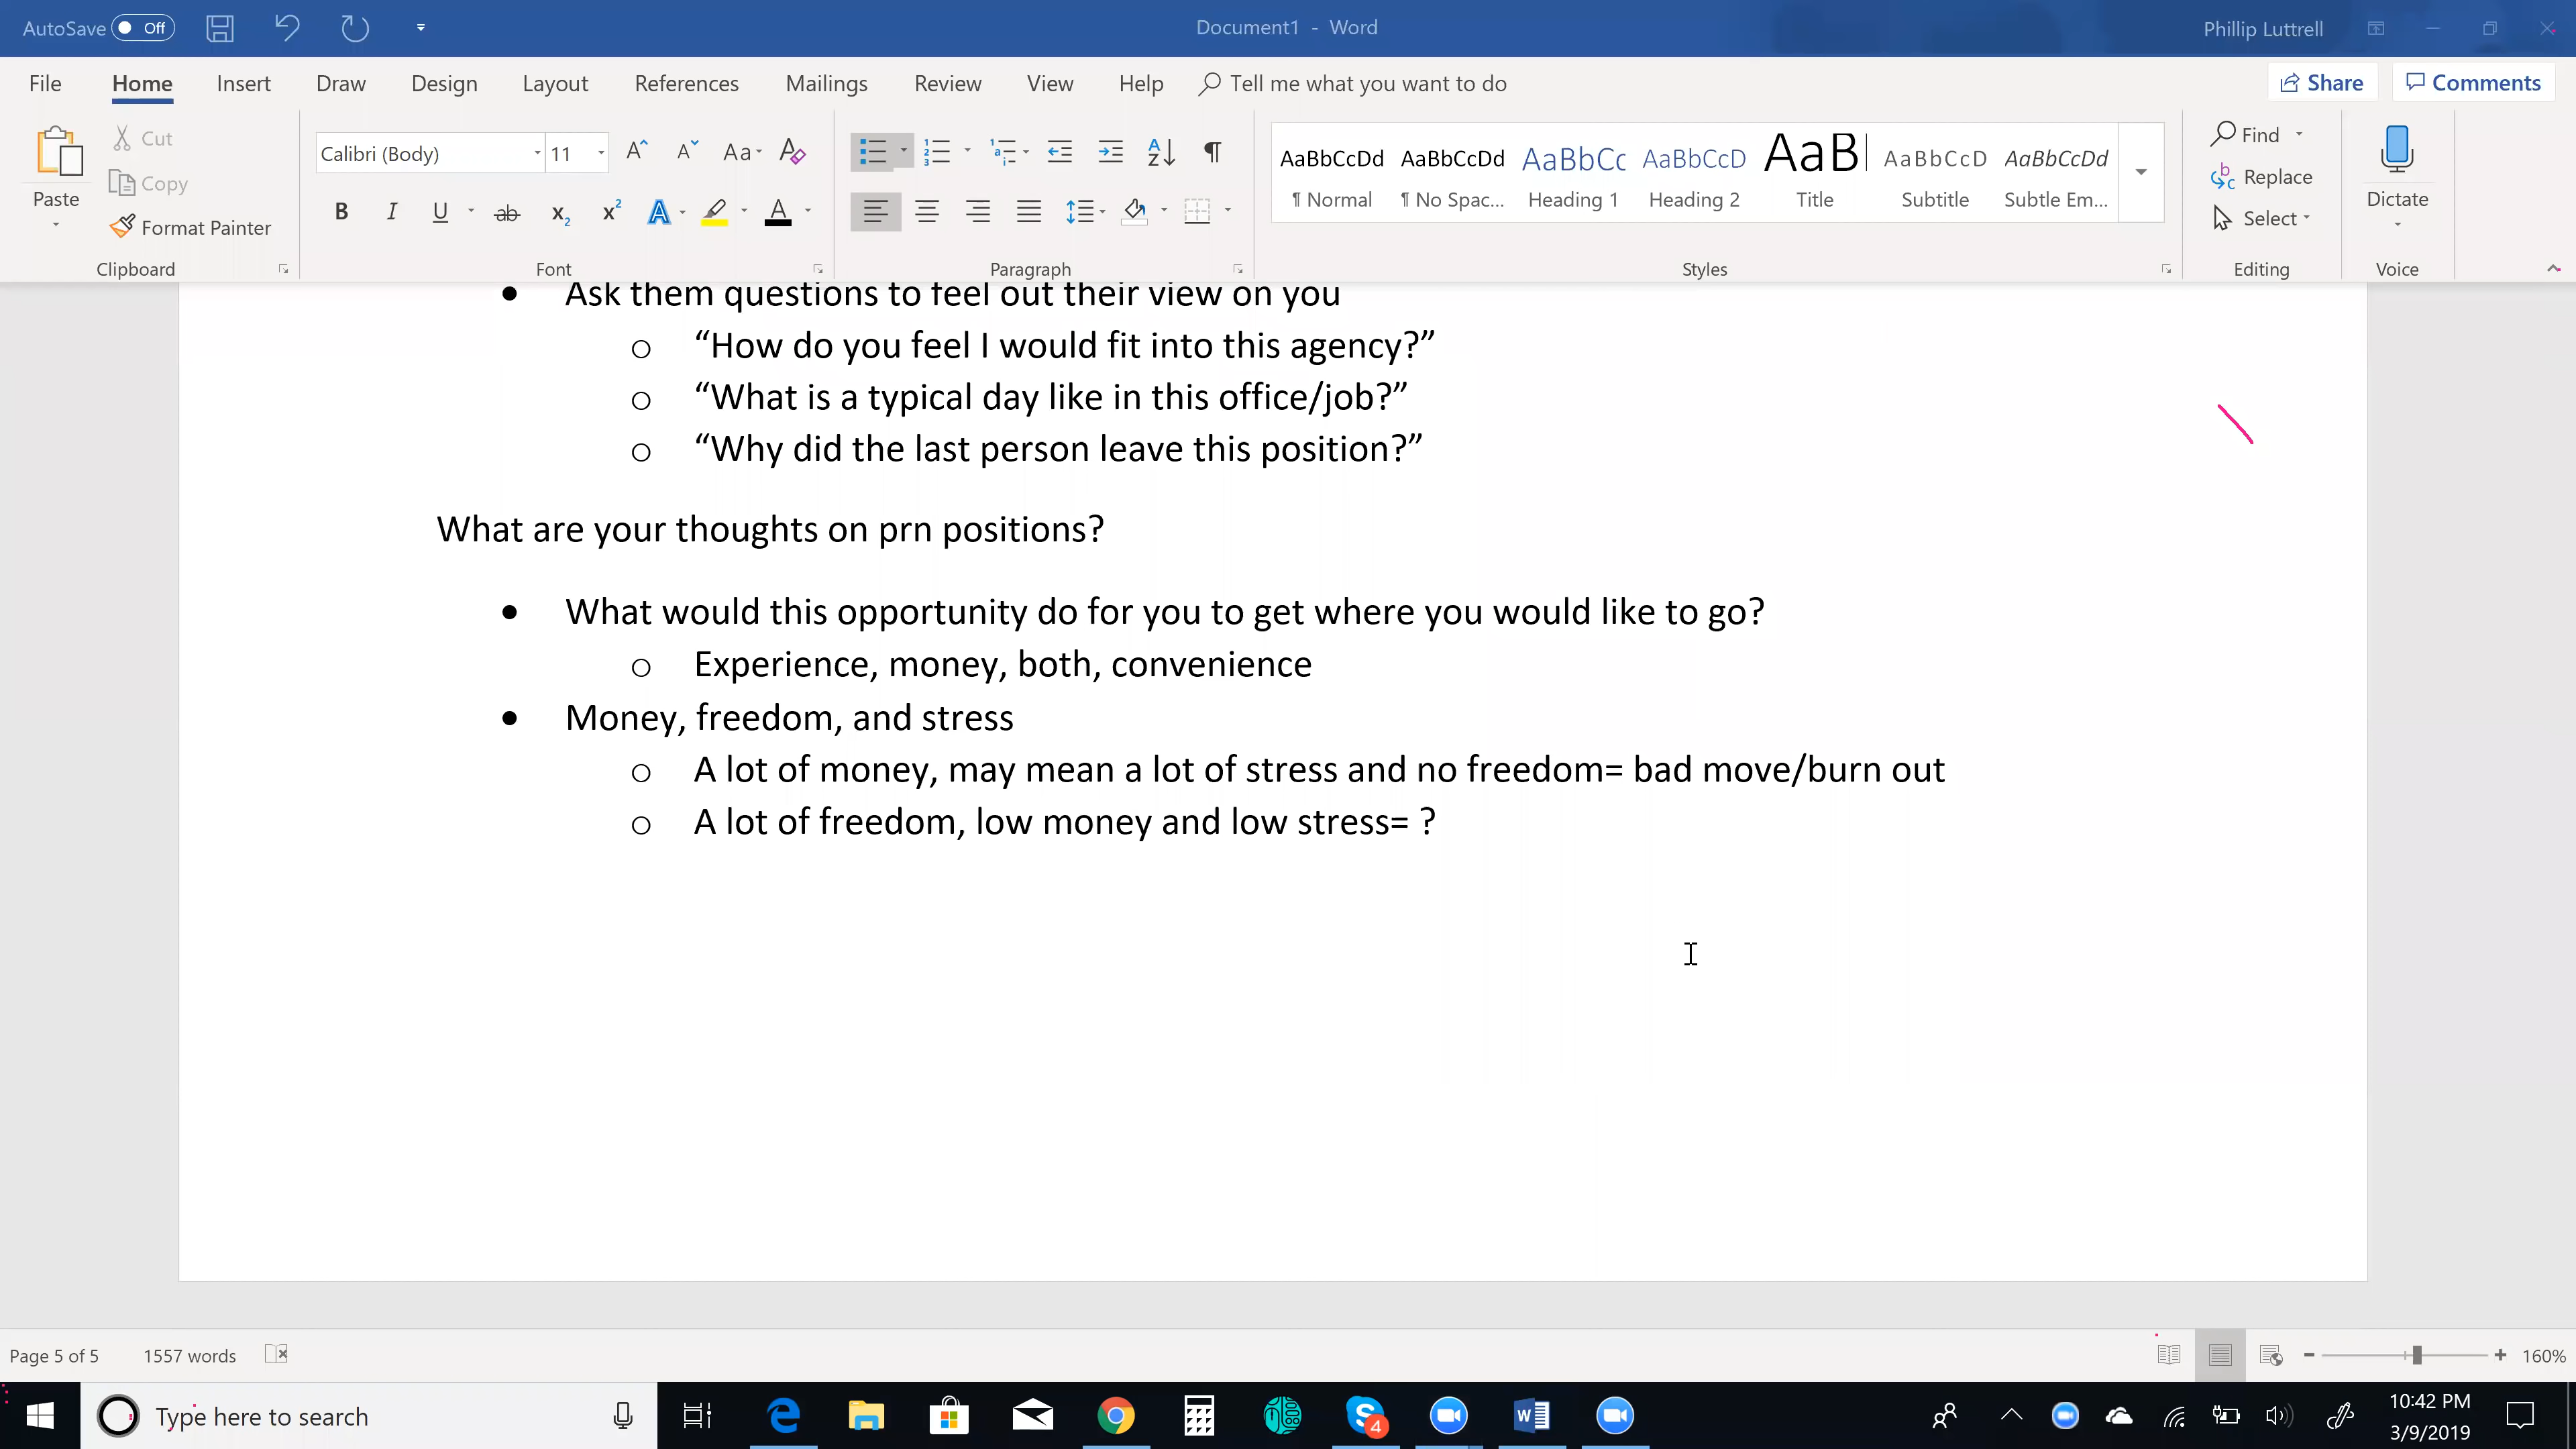 AutoSave Off Document1 - Word Phillip Luttrell
File Home Insert Draw Design Layout References Mailings Review View Help Tell me what you want to do Share Comments
Paste Cut Copy Format Painter Clipboard
Calibri (Body) 11 Aa Font
Paragraph
AaBbCcDd AaBbCcDd AaBbCc AaBbCcD AaB AaBbCcD AaBbCcDd
¶ Normal ¶ No Spac... Heading 1 Heading 2 Title Subtitle Subtle Em...
Styles
Find Replace Select Editing
Dictate Voice
• Ask them questions to feel out their view on you
o “How do you feel I would fit into this agency?”
o “What is a typical day like in this office/job?”
o “Why did the last person leave this position?”
What are your thoughts on prn positions?
• What would this opportunity do for you to get where you would like to go?
o Experience, money, both, convenience
• Money, freedom, and stress
o A lot of money, may mean a lot of stress and no freedom= bad move/burn out
o A lot of freedom, low money and low stress= ?
Page 5 of 5 1557 words 160%
Type here to search 4 10:42 PM
3/9/2019